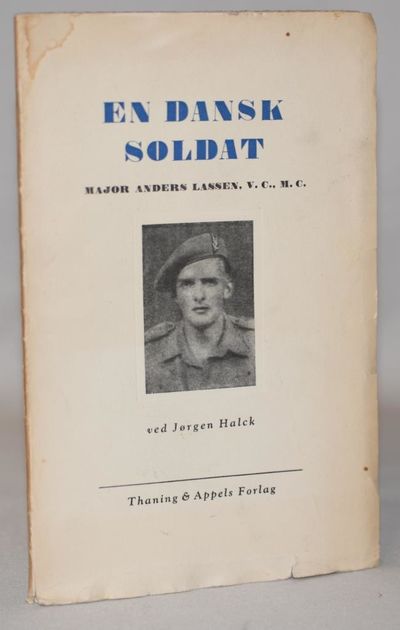 EN DANSK
SOLDAT
MAJOR ANDERS LASSEN, V. C., M. C.
ved Jørgen Halck
Thaning & Appels Forlag